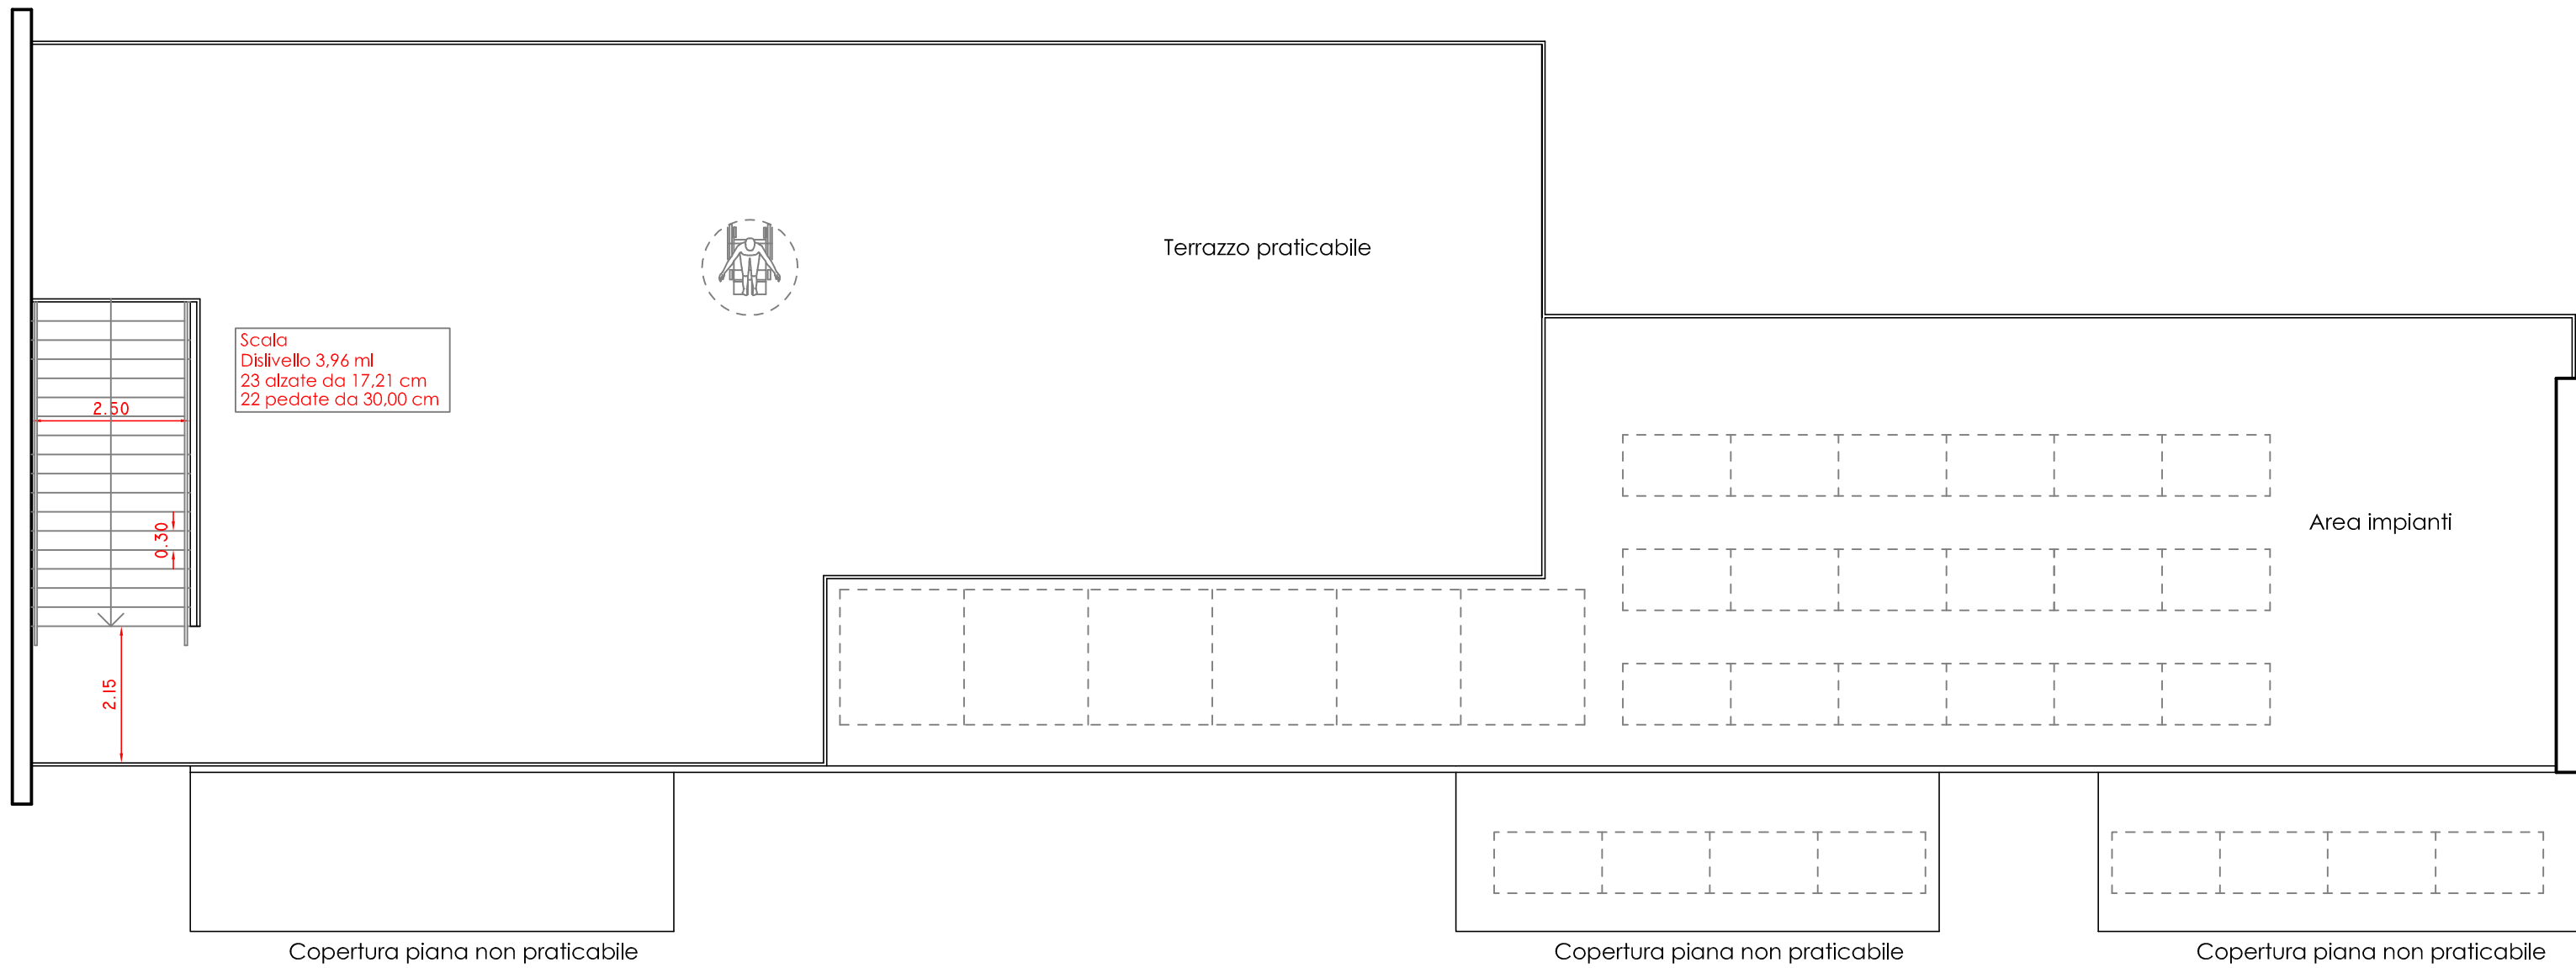 Terrazzo praticabile
Scala
Dislivello 3,96 ml
23 alzate da 17,21 cm
22 pedate da 30,00 cm
2.50
0.30
Area impianti
2.15
Copertura piana non praticabile
Copertura piana non praticabile
Copertura piana non praticabile